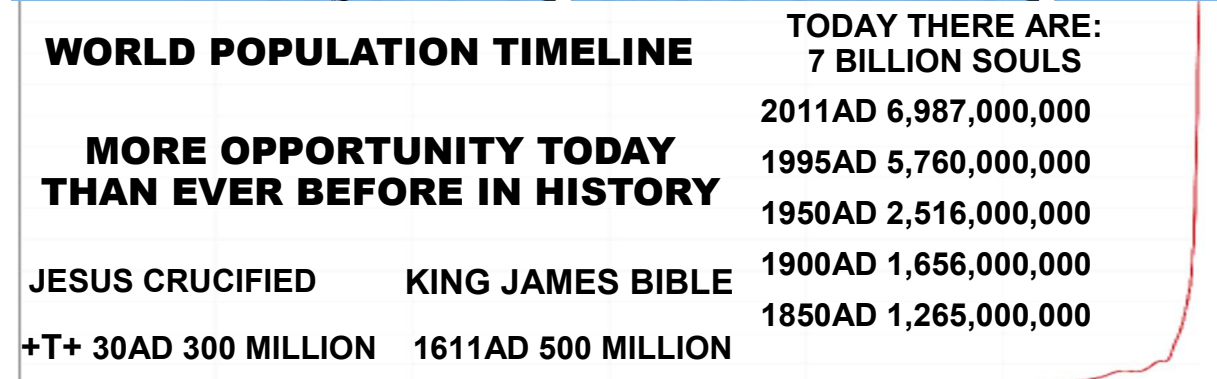 WORLD POPULATION TIMELINE
MORE OPPORTUNITY TODAY
THAN EVER BEFORE IN HISTORY
TODAY THERE ARE:
7 BILLION SOULS
2011AD 6,987,000,000
1995AD 5,760,000,000
1950AD 2,516,000,000
1900AD 1,656,000,000
1850AD 1,265,000,000
JESUS CRUCIFIED
+T+ 30AD 300 MILLION
KING JAMES BIBLE
1611AD 500 MILLION